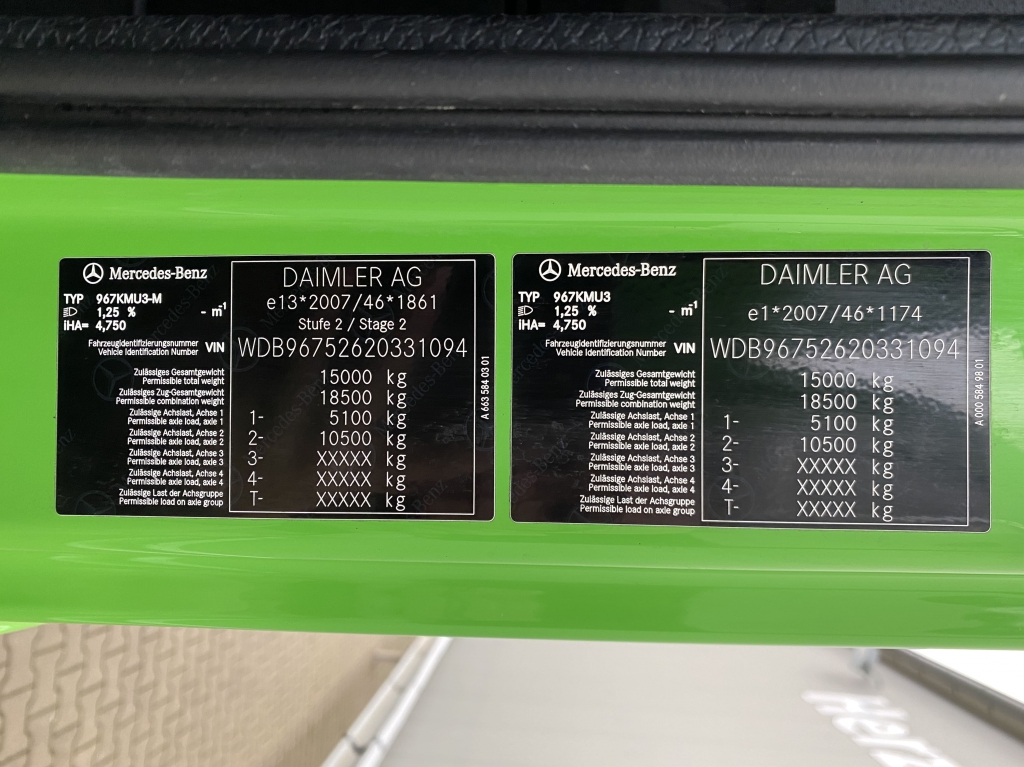 Mercedes-Benz
TYP 967KMU3-M
1,25 % - m-1
iHA= 4,750
DAIMLER AG
e13*2007/46*1861
Stufe 2 / Stage 2
Fahrzeugidentifizierungsnummer
Vehicle Identification Number VIN WDB96752620331094
Zulässiges Gesamtgewicht
Permissible total weight 15000 kg
Zulässiges Zug-Gesamtgewicht
Permissible combination weight 18500 kg
Zulässige Achslast, Achse 1
Permissible axle load, axle 1 1- 5100 kg
Zulässige Achslast, Achse 2
Permissible axle load, axle 2 2- 10500 kg
Zulässige Achslast, Achse 3
Permissible axle load, axle 3 3- XXXXX kg
Zulässige Achslast, Achse 4
Permissible axle load, axle 4 4- XXXXX kg
Zulässige Last der Achsgruppe
Permissible load on axle group T- XXXXX kg
A 663 584 03 01
Mercedes-Benz
TYP 967KMU3
1,25 % - m-1
iHA= 4,750
DAIMLER AG
e1*2007/46*1174
Fahrzeugidentifizierungsnummer
Vehicle Identification Number VIN WDB96752620331094
Zulässiges Gesamtgewicht
Permissible total weight 15000 kg
Zulässiges Zug-Gesamtgewicht
Permissible combination weight 18500 kg
Zulässige Achslast, Achse 1
Permissible axle load, axle 1 1- 5100 kg
Zulässige Achslast, Achse 2
Permissible axle load, axle 2 2- 10500 kg
Zulässige Achslast, Achse 3
Permissible axle load, axle 3 3- XXXXX kg
Zulässige Achslast, Achse 4
Permissible axle load, axle 4 4- XXXXX kg
Zulässige Last der Achsgruppe
Permissible load on axle group T- XXXXX kg
A 000 584 98 01